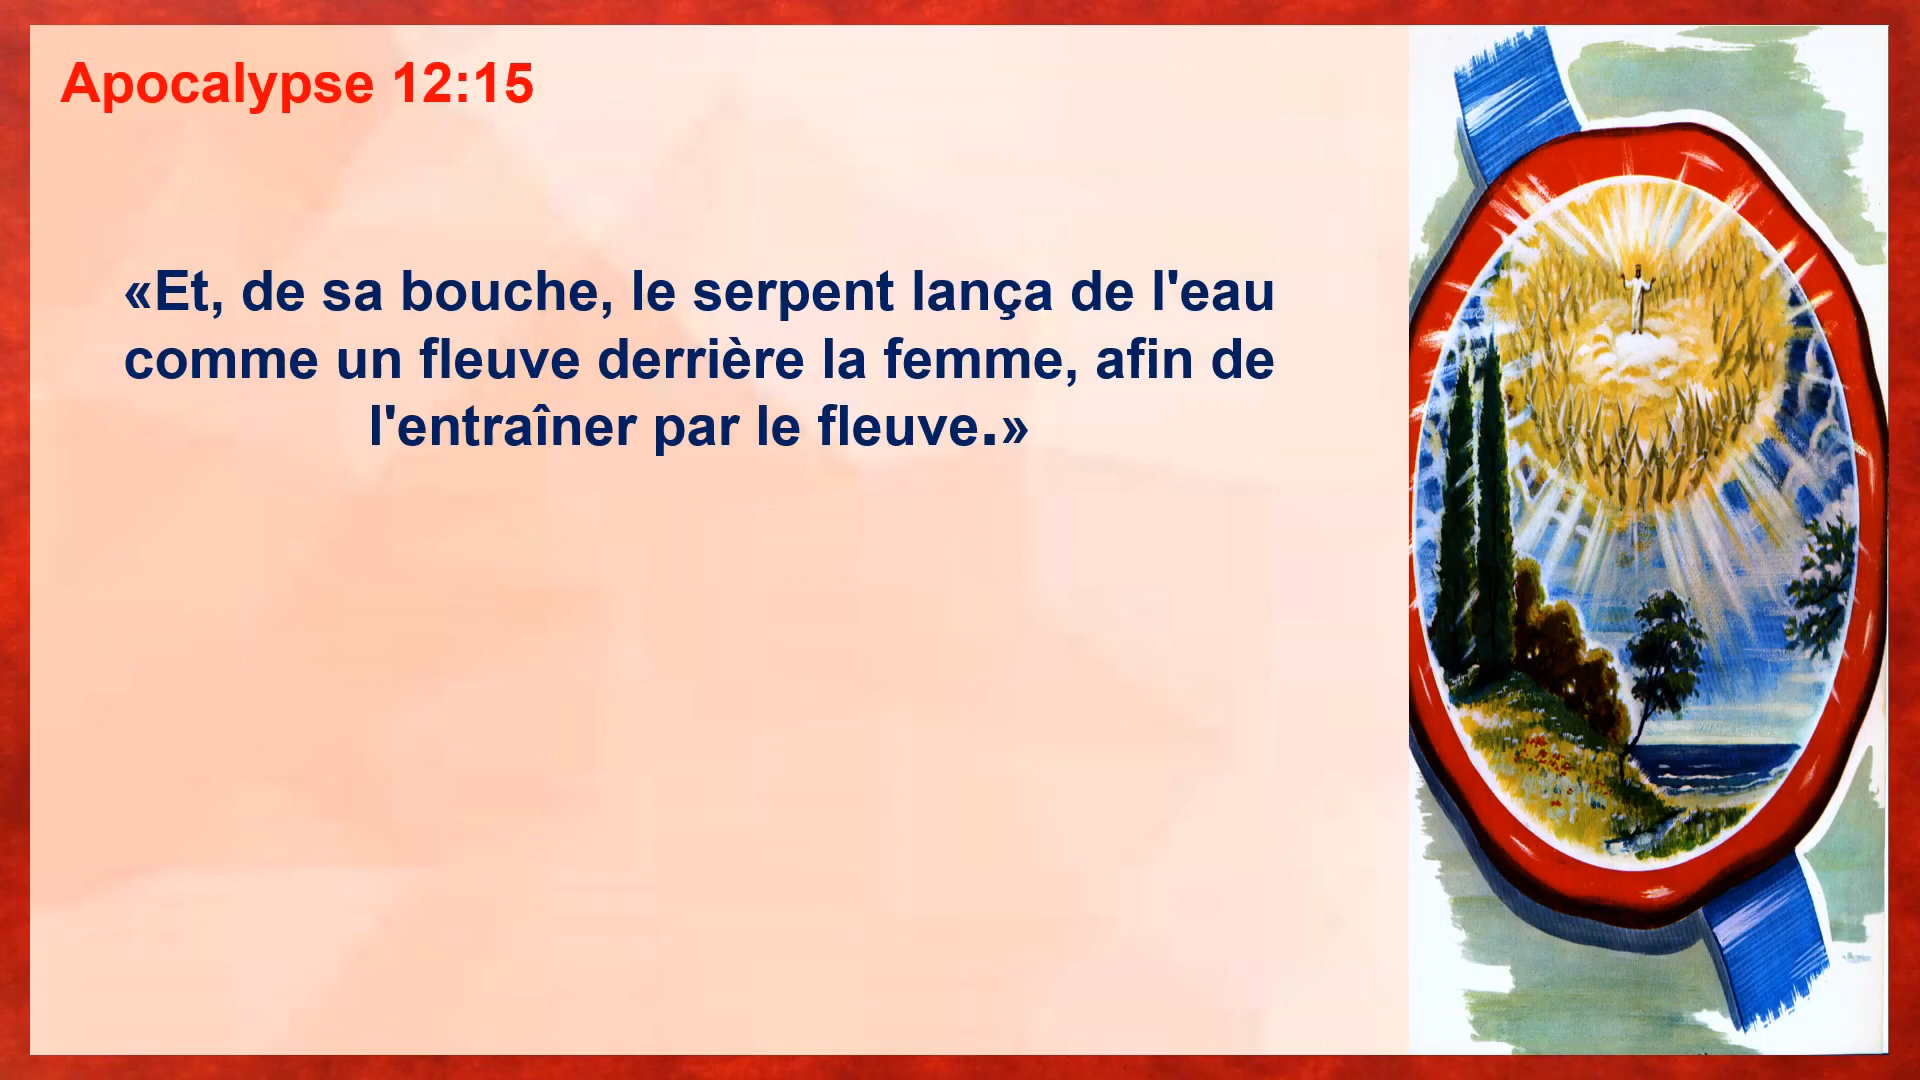 Apocalypse 12:15
«Et, de sa bouche, le serpent lança de l'eau
comme un fleuve derrière la femme, afin de
l'entraîner par le fleuve.»